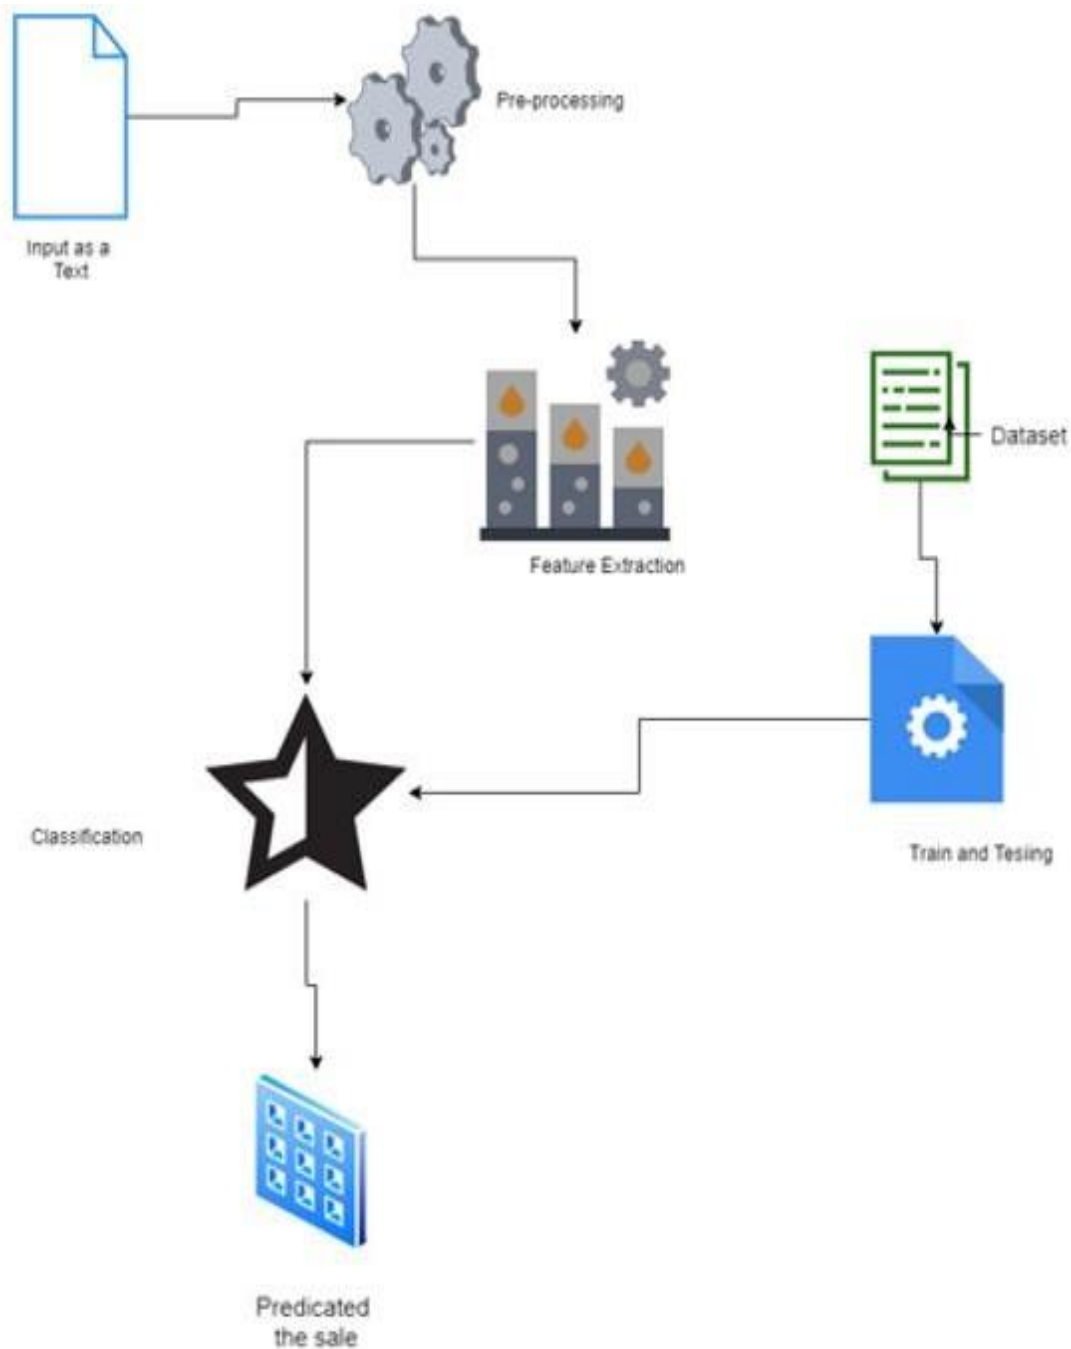 Pre-processing
Input as a
Text
Dataset
Feature Extraction
Classification
Train and Tesiing
Predicated
the sale